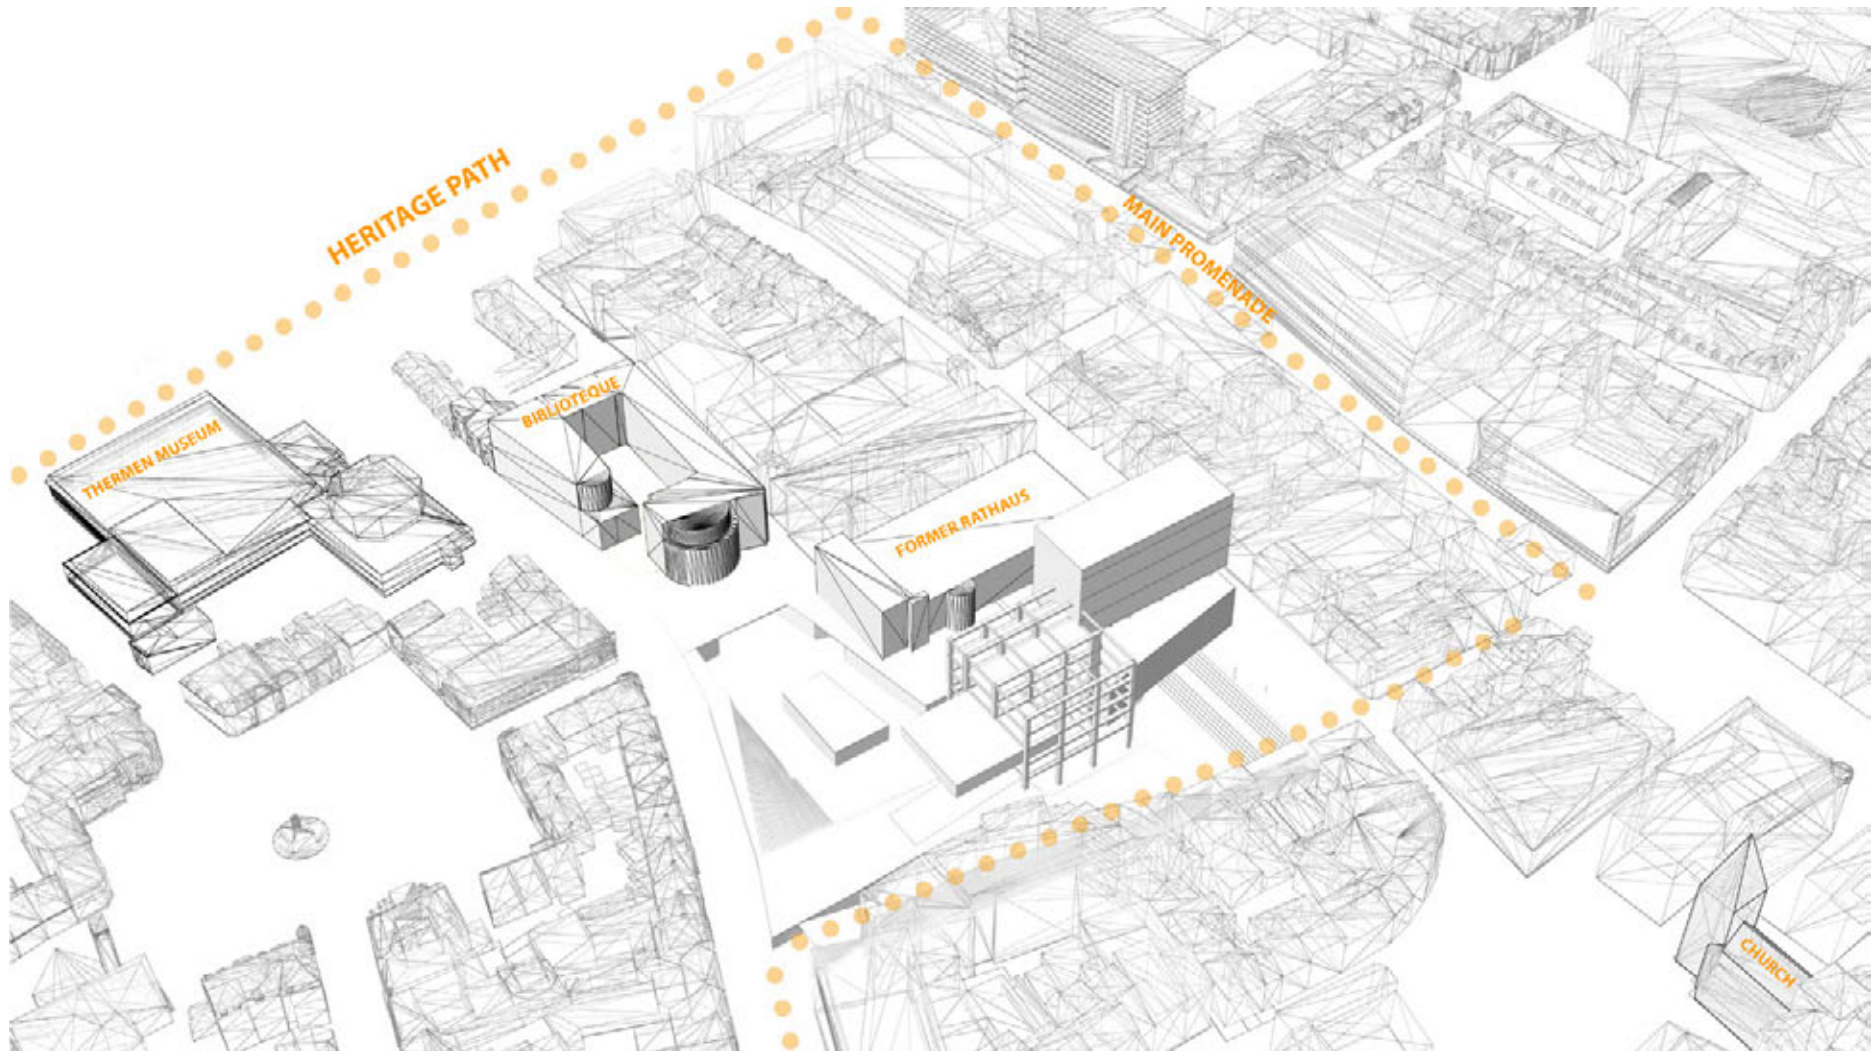 HERITAGE PATH
MAIN PROMENADE
BIBLIOTEQUE
THERMEN MUSEUM
FORMER RATHAUS
CHURCH